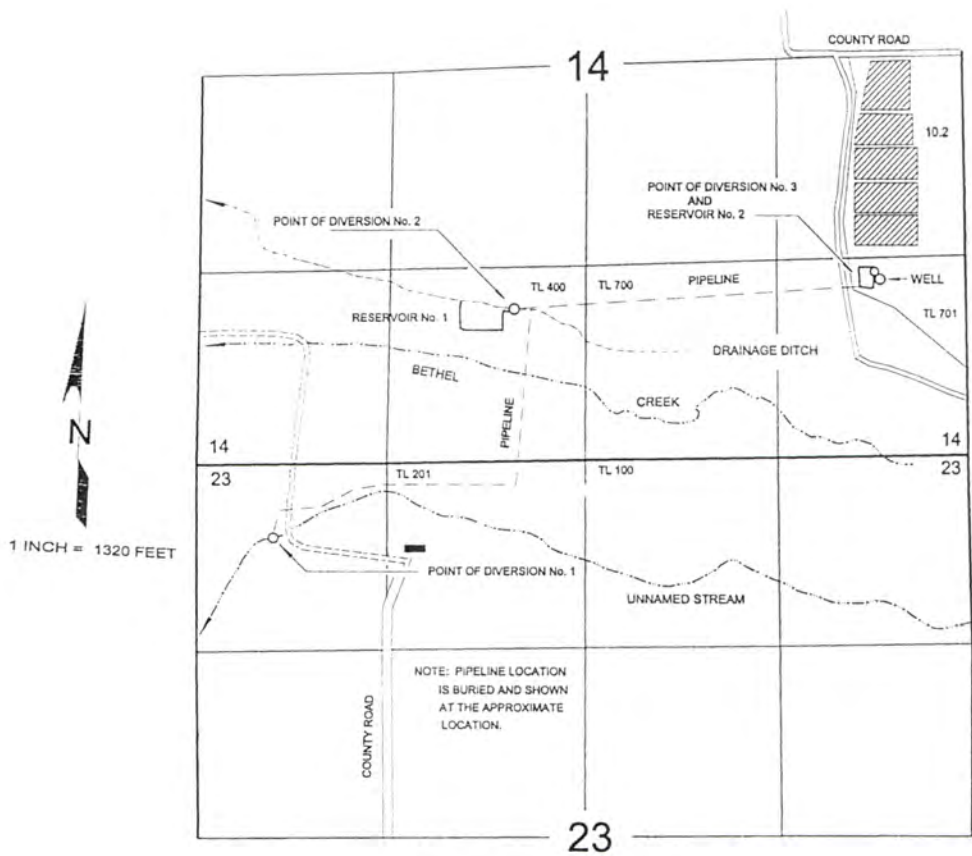 COUNTY ROAD
14
10.2
POINT OF DIVERSION No. 3
AND
RESERVOIR No. 2
POINT OF DIVERSION No. 2
TL 400
TL 700
PIPELINE
WELL
RESERVOIR No. 1
TL 701
DRAINAGE DITCH
BETHEL
CREEK
PIPELINE
N
14
14
23
23
TL 201
TL 100
1 INCH = 1320 FEET
POINT OF DIVERSION No. 1
UNNAMED STREAM
NOTE: PIPELINE LOCATION
IS BURIED AND SHOWN
AT THE APPROXIMATE
LOCATION.
COUNTY ROAD
23